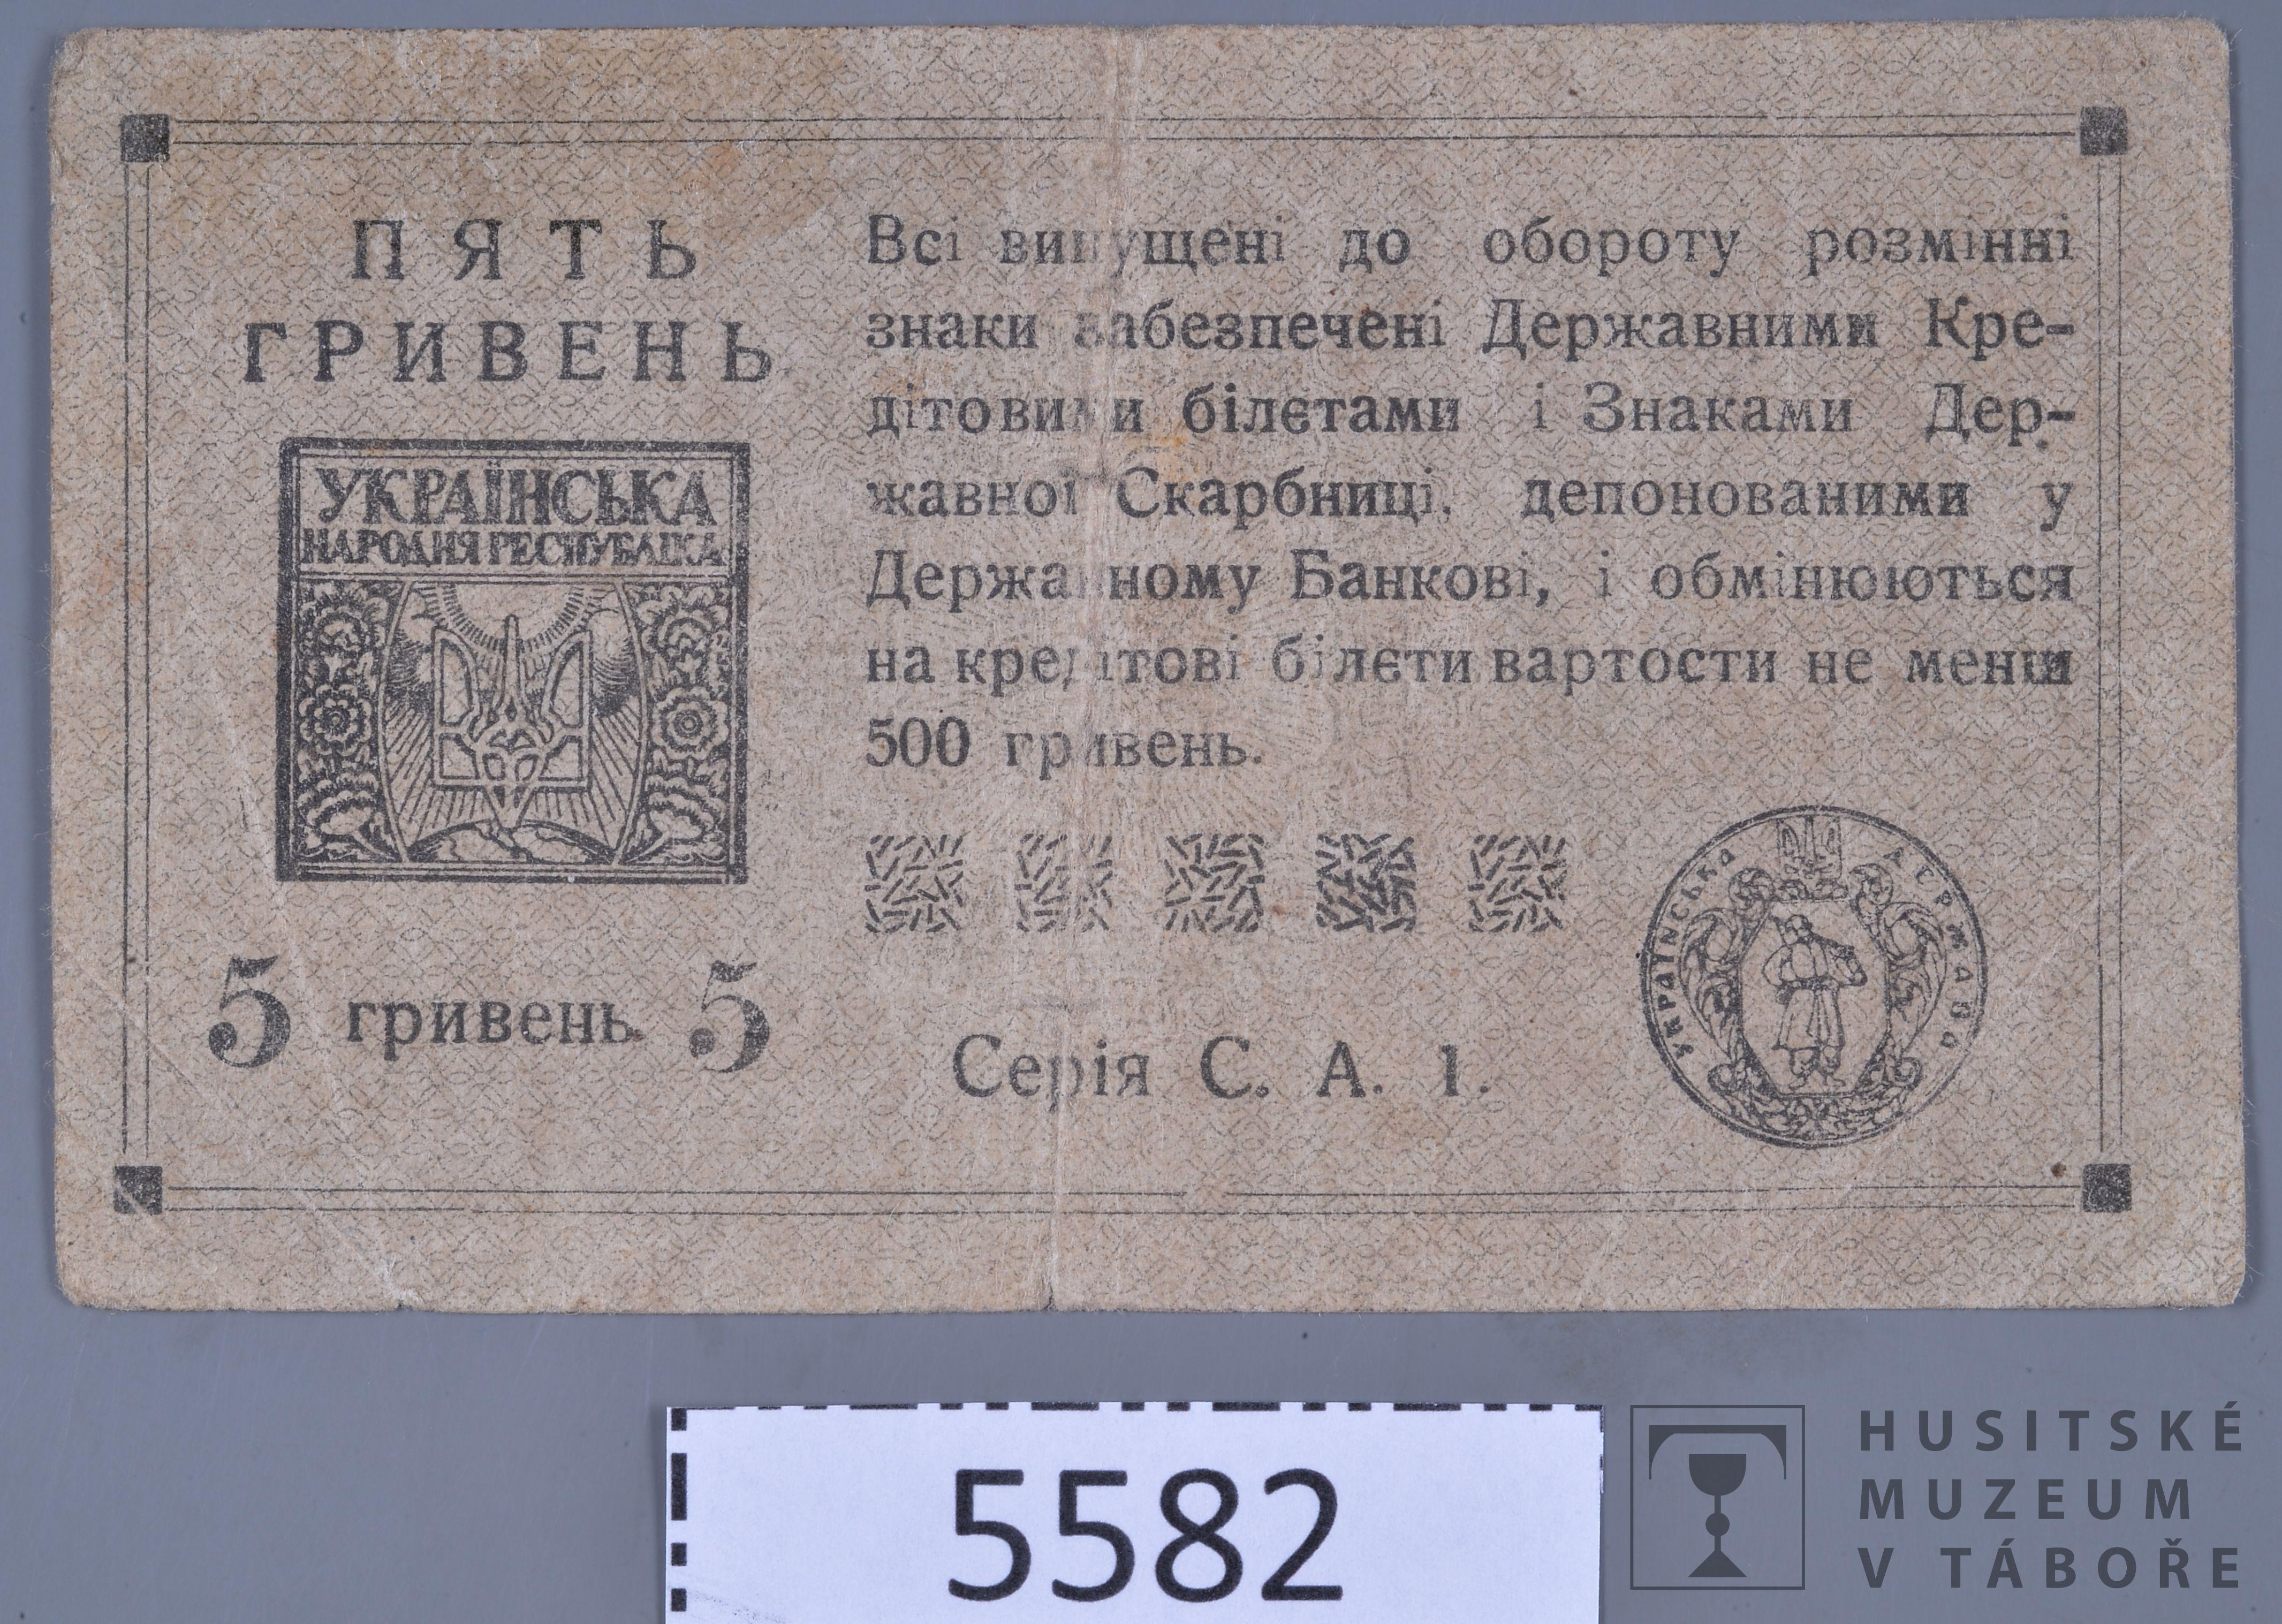 ПЯТЬ
ГРИВЕНЬ
УКРАЇНСЬКА
НАРОДНЯ РЕСПУБЛІКА
5 гривень 5
Всі випущені до обороту розмінні
знаки забезпечені Державними Кре-
дітовими білетами і Знаками Дер-
жавної Скарбниці, депонованими у
Державному Банкові, і обмінюються
на кредітові білєти вартости не менш
500 гривень.
Серія С. А. 1.
УКРАЇНСЬКА ДЕРЖАВА
5582
HUSITSKÉ
MUZEUM
V TÁBOŘE